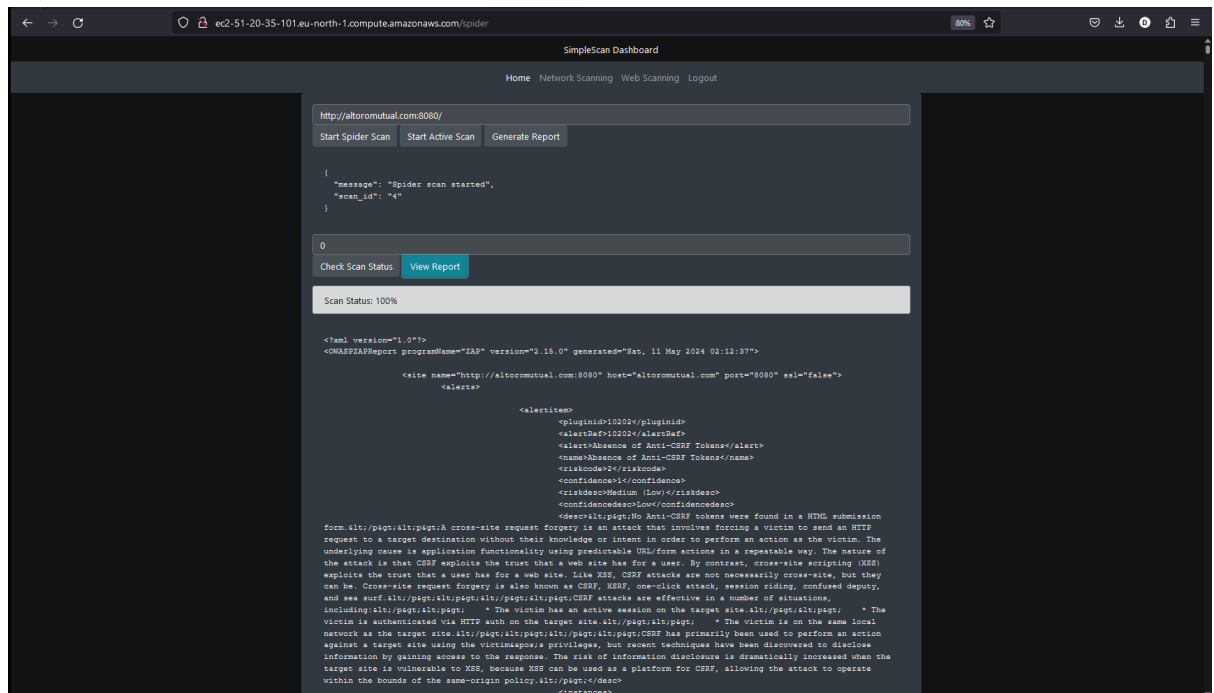 ec2-51-20-35-101.eu-north-1.compute.amazonaws.com/spider
80%
D
SimpleScan Dashboard
Home Network Scanning Web Scanning Logout
http://altoromutual.com:8080/
Start Spider Scan Start Active Scan Generate Report
{
"message": "Spider scan started",
"scan_id": "4"
}
0
Check Scan Status View Report
Scan Status: 100%
<?xml version="1.0"?>
<OWASPZAPReport programName="ZAP" version="2.15.0" generated="Sat, 11 May 2024 02:12:37">
<site name="http://altoromutual.com:8080" host="altoromutual.com" port="8080" ssl="false">
<alerts>
<alertitem>
<pluginid>10202</pluginid>
<alertRef>10202</alertRef>
<alert>Absence of Anti-CSRF Tokens</alert>
<name>Absence of Anti-CSRF Tokens</name>
<riskcode>2</riskcode>
<confidence>1</confidence>
<riskdesc>Medium (Low)</riskdesc>
<confidencedesc>Low</confidencedesc>
<desc>&lt;p&gt;No Anti-CSRF tokens were found in a HTML submission
form.&lt;/p&gt;&lt;p&gt;A cross-site request forgery is an attack that involves forcing a victim to send an HTTP
request to a target destination without their knowledge or intent in order to perform an action as the victim. The
underlying cause is application functionality using predictable URL/form actions in a repeatable way. The nature of
the attack is that CSRF exploits the trust that a web site has for a user. By contrast, cross-site scripting (XSS)
exploits the trust that a user has for a web site. Like XSS, CSRF attacks are not necessarily cross-site, but they
can be. Cross-site request forgery is also known as CSRF, XSRF, one-click attack, session riding, confused deputy,
and sea surf.&lt;/p&gt;&lt;p&gt;&lt;/p&gt;&lt;p&gt;CSRF attacks are effective in a number of situations,
including:&lt;/p&gt;&lt;p&gt; * The victim has an active session on the target site.&lt;/p&gt;&lt;p&gt; * The
victim is authenticated via HTTP auth on the target site.&lt;/p&gt;&lt;p&gt; * The victim is on the same local
network as the target site.&lt;/p&gt;&lt;p&gt;&lt;/p&gt;&lt;p&gt;CSRF has primarily been used to perform an action
against a target site using the victim&apos;s privileges, but recent techniques have been discovered to disclose
information by gaining access to the response. The risk of information disclosure is dramatically increased when the
target site is vulnerable to XSS, because XSS can be used as a platform for CSRF, allowing the attack to operate
within the bounds of the same-origin policy.&lt;/p&gt;</desc>
<instances>